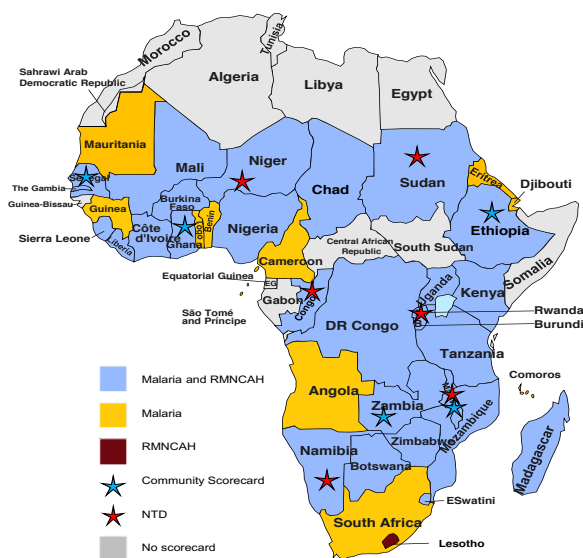 Morocco
Tunisia
Algeria
Libya
Egypt
Sahrawi Arab
Democratic Republic
Mauritania
Mali
Niger
Chad
Sudan
Eritrea
Djibouti
Senegal
The Gambia
Guinea-Bissau
Guinea
Sierra Leone
Liberia
Côte
d'Ivoire
Burkina
Faso
Ghana
Togo
Benin
Nigeria
Cameroon
Central African
Republic
South Sudan
Ethiopia
Somalia
Equatorial Guinea
EG
Gabon
Congo
São Tomé
and Príncipe
DR Congo
Uganda
Kenya
Rwanda
Burundi
B
Tanzania
Comoros
Angola
Zambia
Mozambique
Zimbabwe
Madagascar
Namibia
Botswana
ESwatini
South Africa
Lesotho
Malaria and RMNCAH
Malaria
RMNCAH
Community Scorecard
NTD
No scorecard